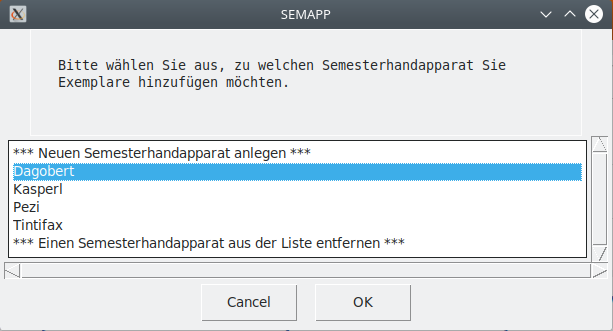 SEMAPP
Bitte wählen Sie aus, zu welchen Semesterhandapparat Sie
Exemplare hinzufügen möchten.
*** Neuen Semesterhandapparat anlegen ***
Dagobert
Kasperl
Pezi
Tintifax
*** Einen Semesterhandapparat aus der Liste entfernen ***
Cancel OK